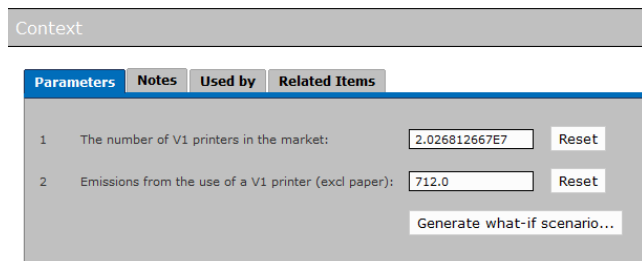 Context
Parameters Notes Used by Related Items
1 The number of V1 printers in the market: 2.026812667E7 Reset
2 Emissions from the use of a V1 printer (excl paper): 712.0 Reset
Generate what-if scenario...